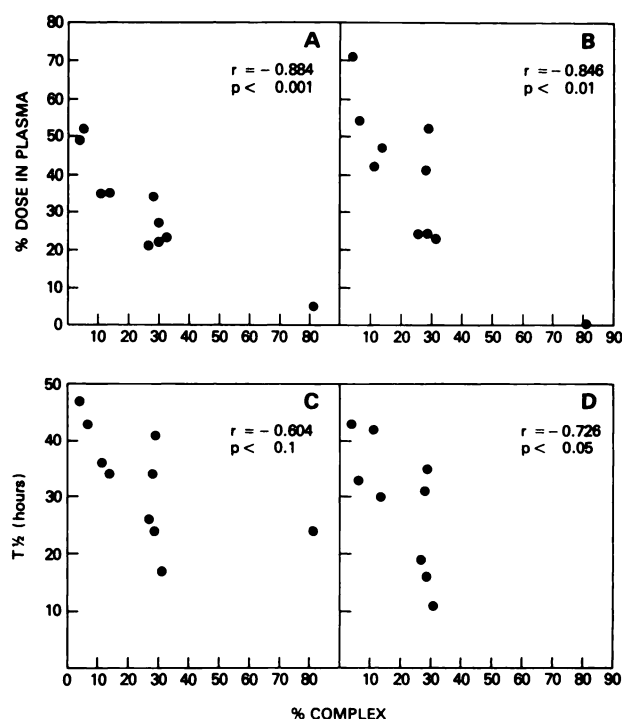 A
r = - 0.884
p < 0.001
B
r = - 0.846
p < 0.01
% DOSE IN PLASMA
80
70
60
50
40
30
20
10
0
10 20 30 40 50 60 70 80
10 20 30 40 50 60 70 80 90
C
r = - 0.604
p < 0.1
D
r = - 0.726
p < 0.05
T½ (hours)
50
40
30
20
10
0 10 20 30 40 50 60 70 80
10 20 30 40 50 60 70 80 90
% COMPLEX